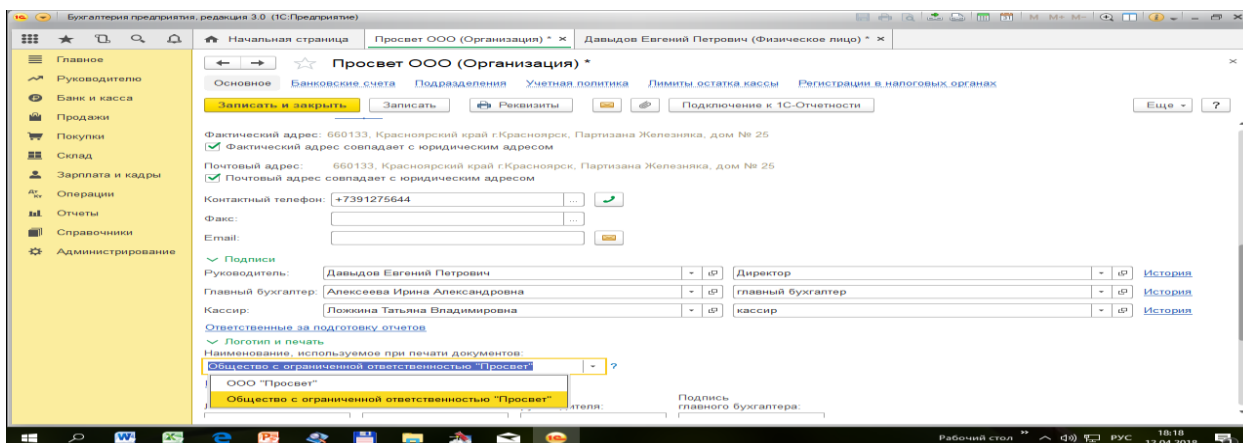 Бухгалтерия предприятия, редакция 3.0 (1С:Предприятие)
M M+ M-
Начальная страница
Просвет ООО (Организация) * ×
Давыдов Евгений Петрович (Физическое лицо) * ×
Главное
Руководителю
Банк и касса
Продажи
Покупки
Склад
Зарплата и кадры
Операции
Отчеты
Справочники
Администрирование
Просвет ООО (Организация) *
Основное Банковские счета Подразделения Учетная политика Лимиты остатка кассы Регистрации в налоговых органах
Записать и закрыть Записать Реквизиты Подключение к 1С-Отчетности Еще ?
Фактический адрес: 660133, Красноярский край г.Красноярск, Партизана Железняка, дом № 25
Фактический адрес совпадает с юридическим адресом
Почтовый адрес: 660133, Красноярский край г.Красноярск, Партизана Железняка, дом № 25
Почтовый адрес совпадает с юридическим адресом
Контактный телефон: +7391275644 ...
Факс: ...
Email:
Подписи
Руководитель: Давыдов Евгений Петрович Директор История
Главный бухгалтер: Алексеева Ирина Александровна главный бухгалтер История
Кассир: Ложкина Татьяна Владимировна кассир История
Ответственные за подготовку отчетов
Логотип и печать
Наименование, используемое при печати документов:
Общество с ограниченной ответственностью "Просвет" ?
ООО "Просвет"
Общество с ограниченной ответственностью "Просвет"
Подпись
главного бухгалтера:
Рабочий стол » РУС 18:18
17.04.2018